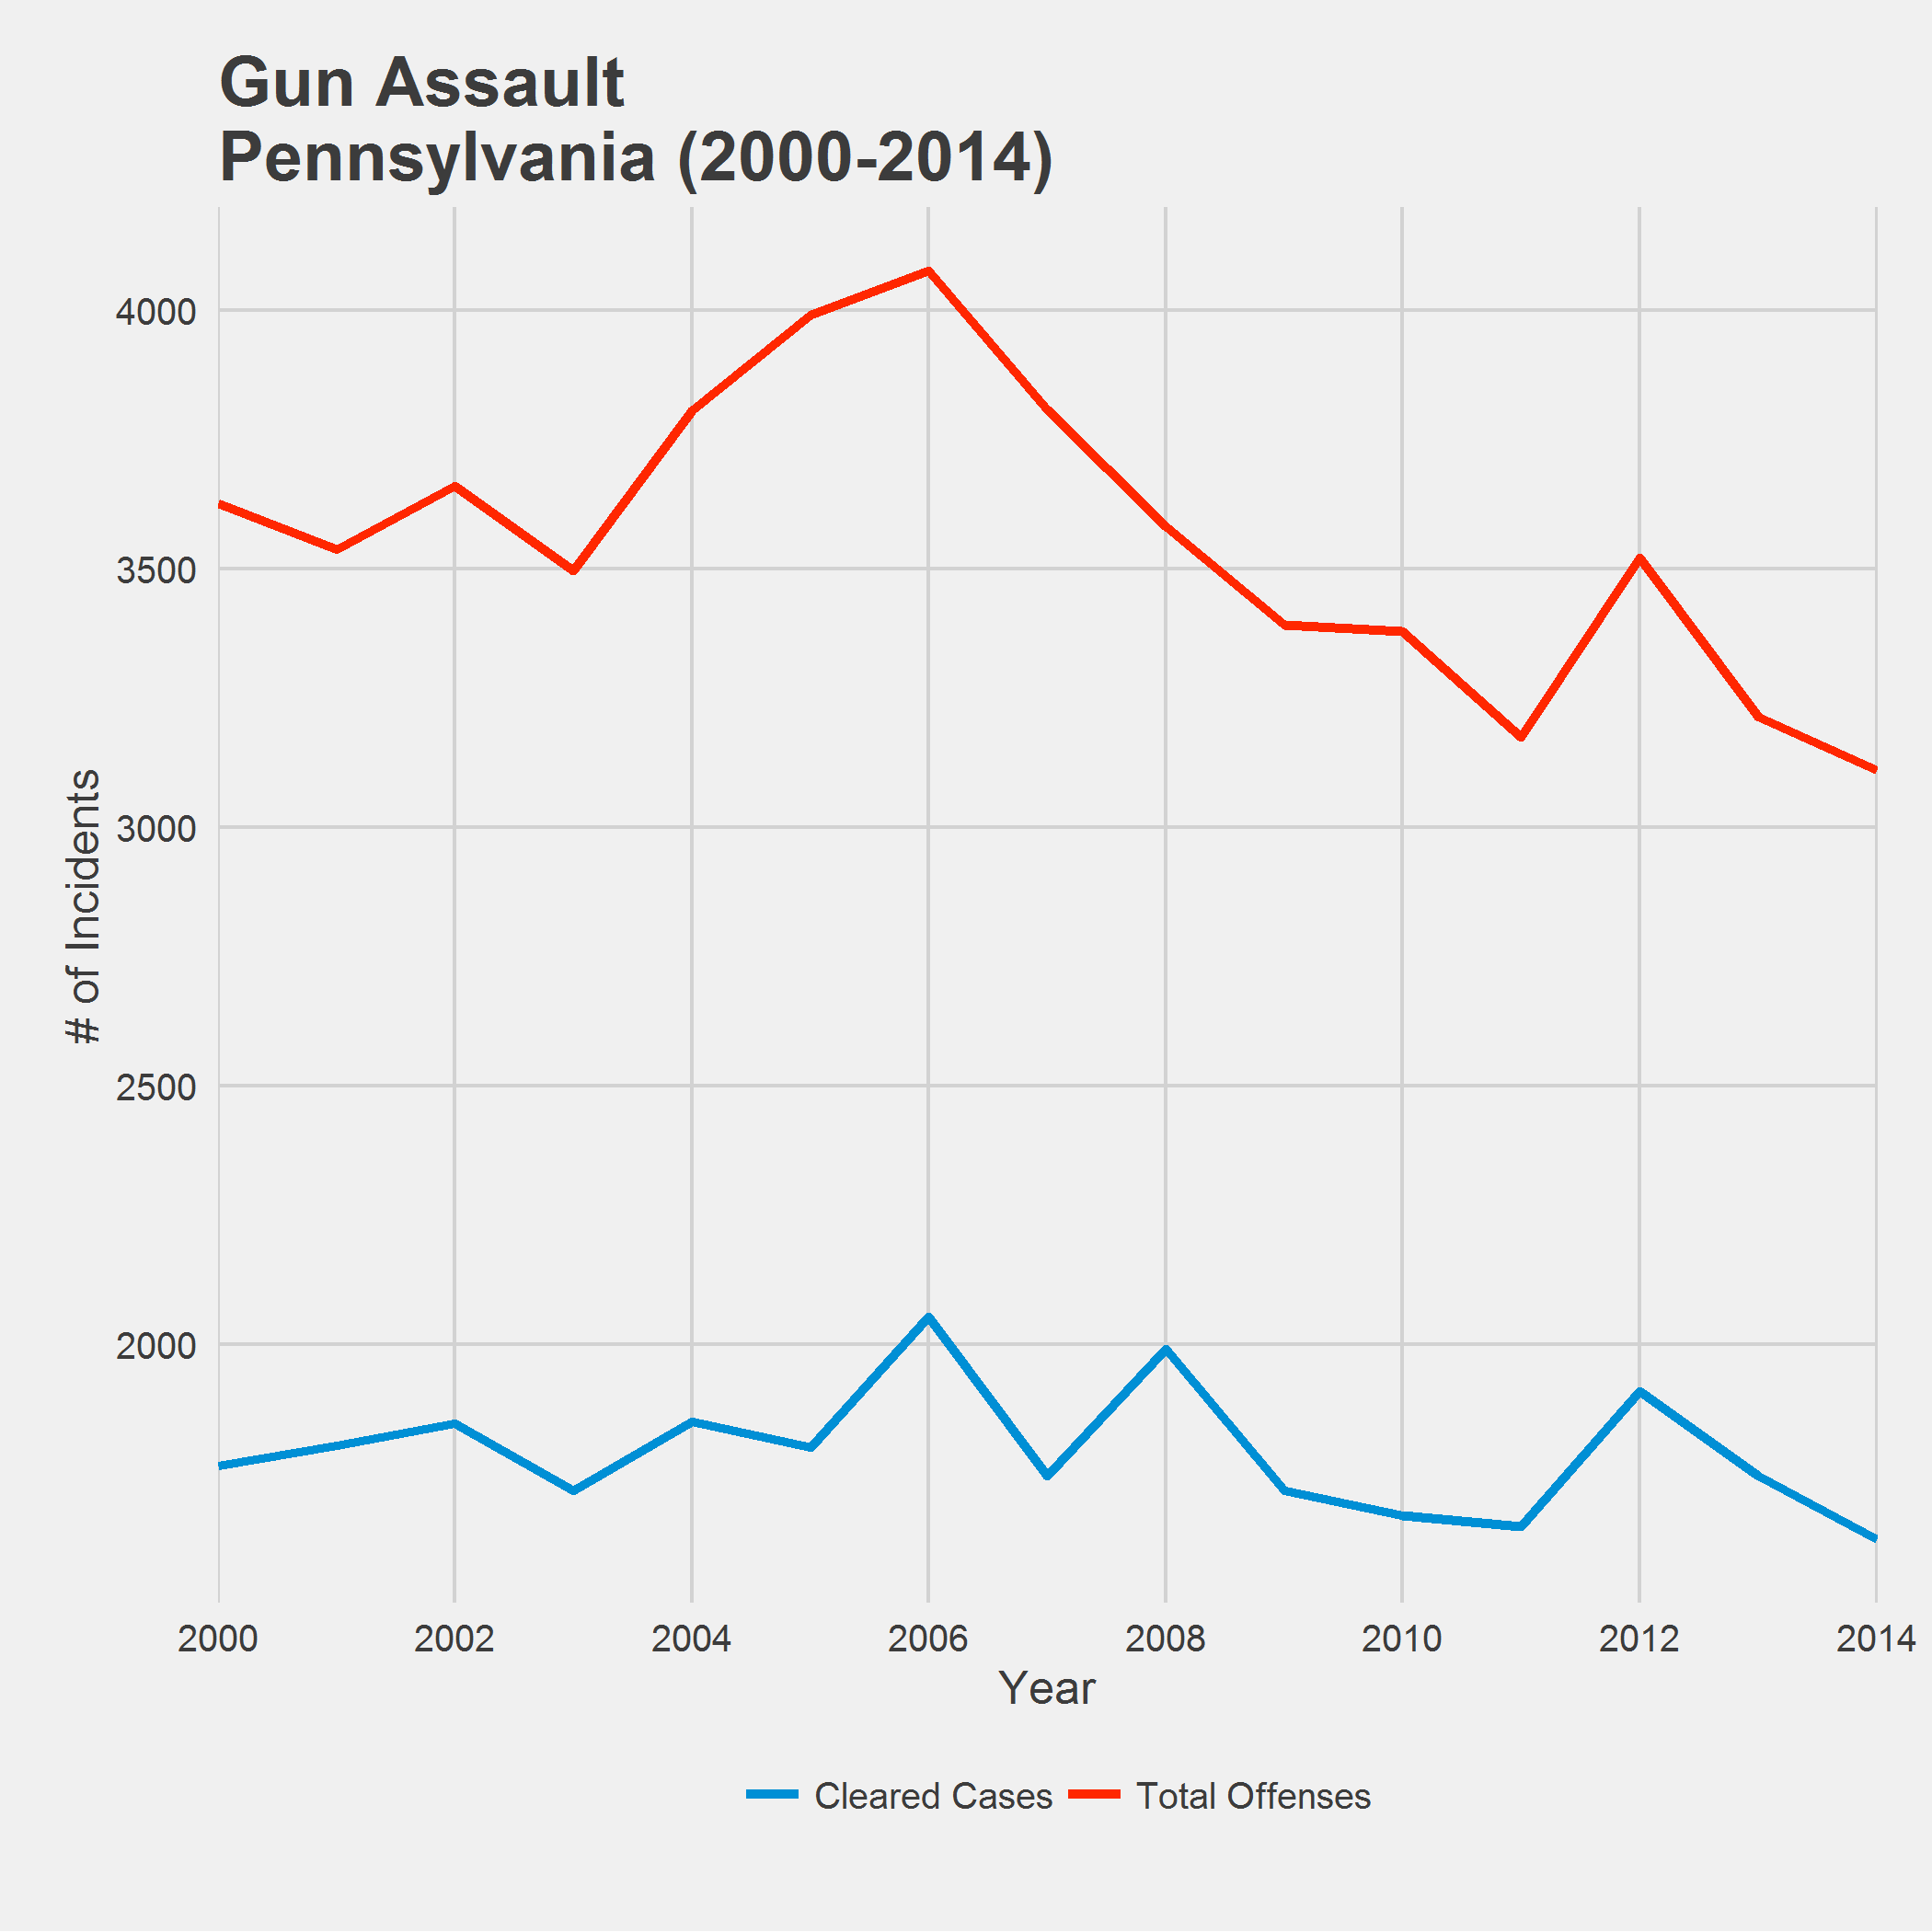 Gun Assault
Pennsylvania (2000-2014)
4000
3500
3000
2500
2000
# of Incidents
2000 2002 2004 2006 2008 2010 2012 2014
Year
Cleared Cases Total Offenses